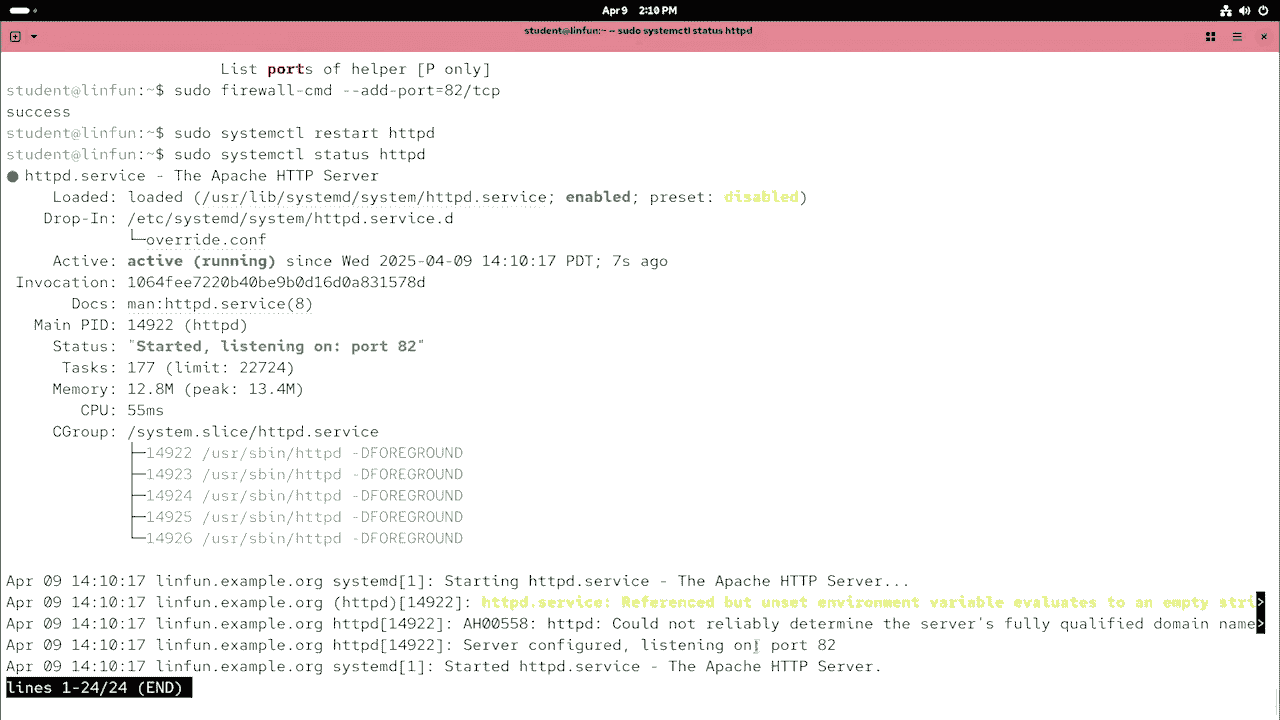 Apr 9 2:10 PM
student@linfun:~ – sudo systemctl status httpd
List ports of helper [P only]
student@linfun:~$ sudo firewall-cmd --add-port=82/tcp
success
student@linfun:~$ sudo systemctl restart httpd
student@linfun:~$ sudo systemctl status httpd
● httpd.service - The Apache HTTP Server
Loaded: loaded (/usr/lib/systemd/system/httpd.service; enabled; preset: disabled)
Drop-In: /etc/systemd/system/httpd.service.d
└─override.conf
Active: active (running) since Wed 2025-04-09 14:10:17 PDT; 7s ago
Invocation: 1064fee7220b40be9b0d16d0a831578d
Docs: man:httpd.service(8)
Main PID: 14922 (httpd)
Status: "Started, listening on: port 82"
Tasks: 177 (limit: 22724)
Memory: 12.8M (peak: 13.4M)
CPU: 55ms
CGroup: /system.slice/httpd.service
├─14922 /usr/sbin/httpd -DFOREGROUND
├─14923 /usr/sbin/httpd -DFOREGROUND
├─14924 /usr/sbin/httpd -DFOREGROUND
├─14925 /usr/sbin/httpd -DFOREGROUND
└─14926 /usr/sbin/httpd -DFOREGROUND
Apr 09 14:10:17 linfun.example.org systemd[1]: Starting httpd.service - The Apache HTTP Server...
Apr 09 14:10:17 linfun.example.org (httpd)[14922]: httpd.service: Referenced but unset environment variable evaluates to an empty stri>
Apr 09 14:10:17 linfun.example.org httpd[14922]: AH00558: httpd: Could not reliably determine the server's fully qualified domain name>
Apr 09 14:10:17 linfun.example.org httpd[14922]: Server configured, listening on: port 82
Apr 09 14:10:17 linfun.example.org systemd[1]: Started httpd.service - The Apache HTTP Server.
lines 1-24/24 (END)